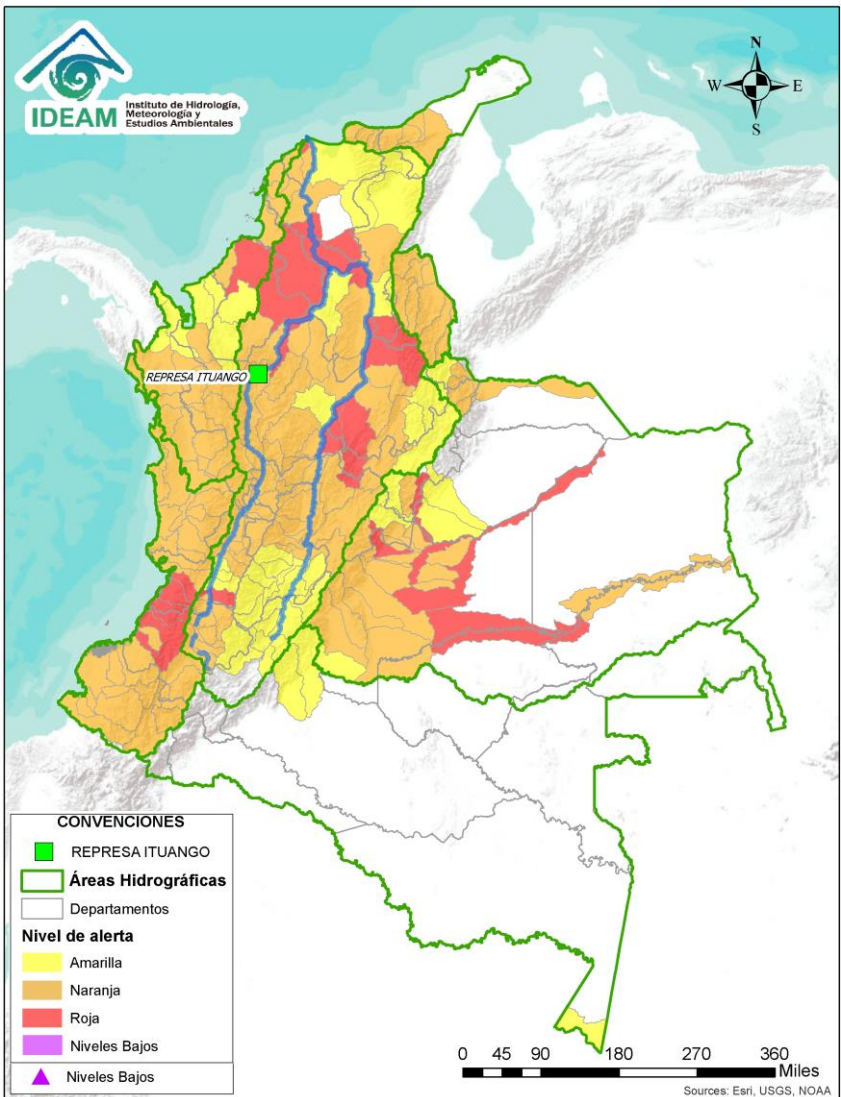 IDEAM
Instituto de Hidrología,
Meteorología y
Estudios Ambientales
N
W E
S
REPRESA ITUANGO
CONVENCIONES
REPRESA ITUANGO
Áreas Hidrográficas
Departamentos
Nivel de alerta
Amarilla
Naranja
Roja
Niveles Bajos
Niveles Bajos
0 45 90 180 270 360
Miles
Sources: Esri, USGS, NOAA